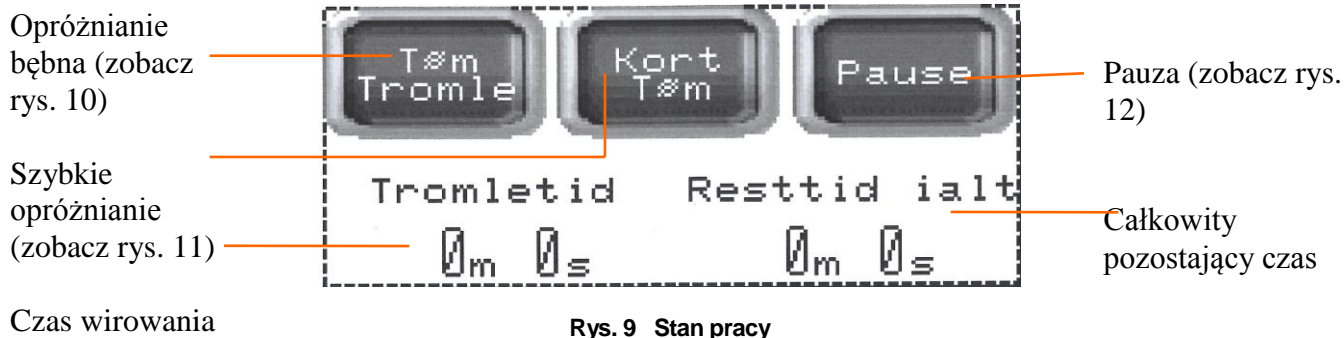 Opróżnianie
bębna (zobacz
rys. 10)
Szybkie
opróżnianie
(zobacz rys. 11)
Czas wirowania
Tøm
Tromle
Kort
Tøm
Pause
Tromletid
Resttid ialt
0m 0s
0m 0s
Pauza (zobacz rys.
12)
Całkowity
pozostający czas
Rys. 9 Stan pracy